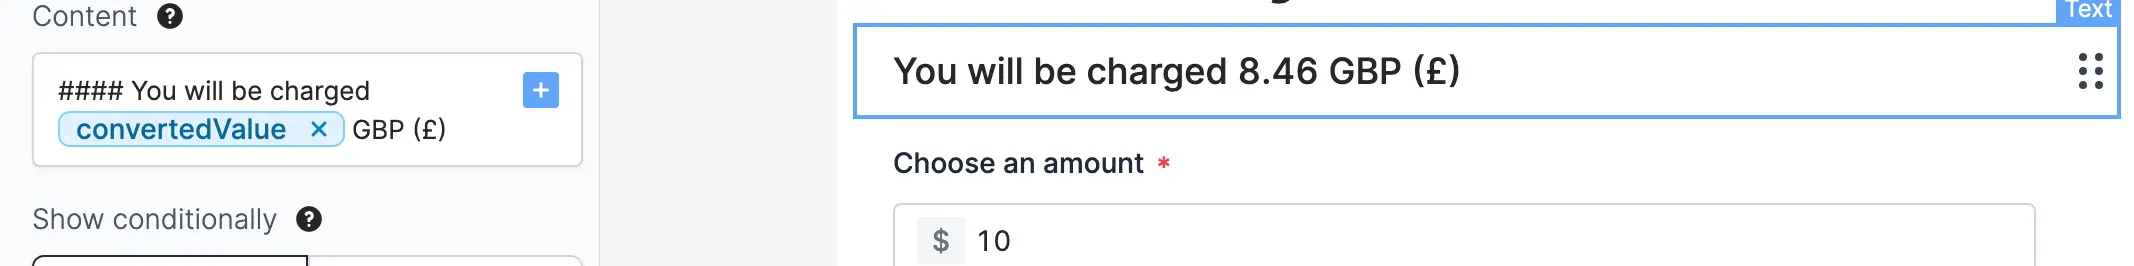 Content ?
#### You will be charged +
convertedValue × GBP (£)
Show conditionally ?
Text
You will be charged 8.46 GBP (£)
Choose an amount *
$ 10